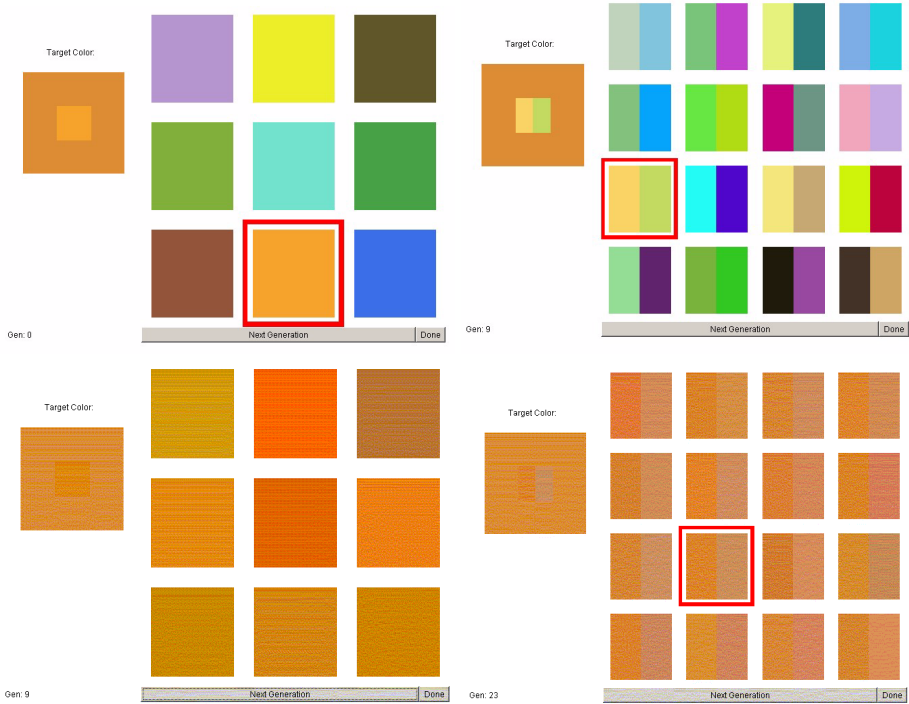 Target Color:
Gen: 0
Next Generation
Done
Target Color:
Gen: 9
Next Generation
Done
Target Color:
Gen: 9
Next Generation
Done
Target Color:
Gen: 23
Next Generation
Done